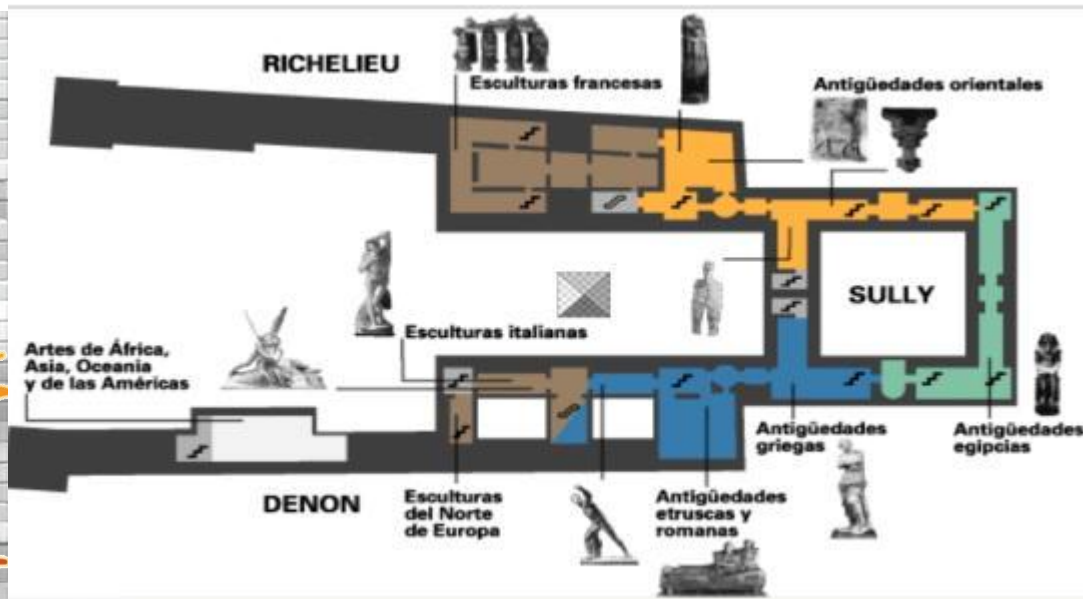 RICHELIEU
Esculturas francesas
Antigüedades orientales
SULLY
Esculturas italianas
Artes de África,
Asia, Oceania
y de las Américas
Antigüedades
griegas
Antigüedades
egipcias
DENON
Esculturas
del Norte
de Europa
Antigüedades
etruscas y
romanas